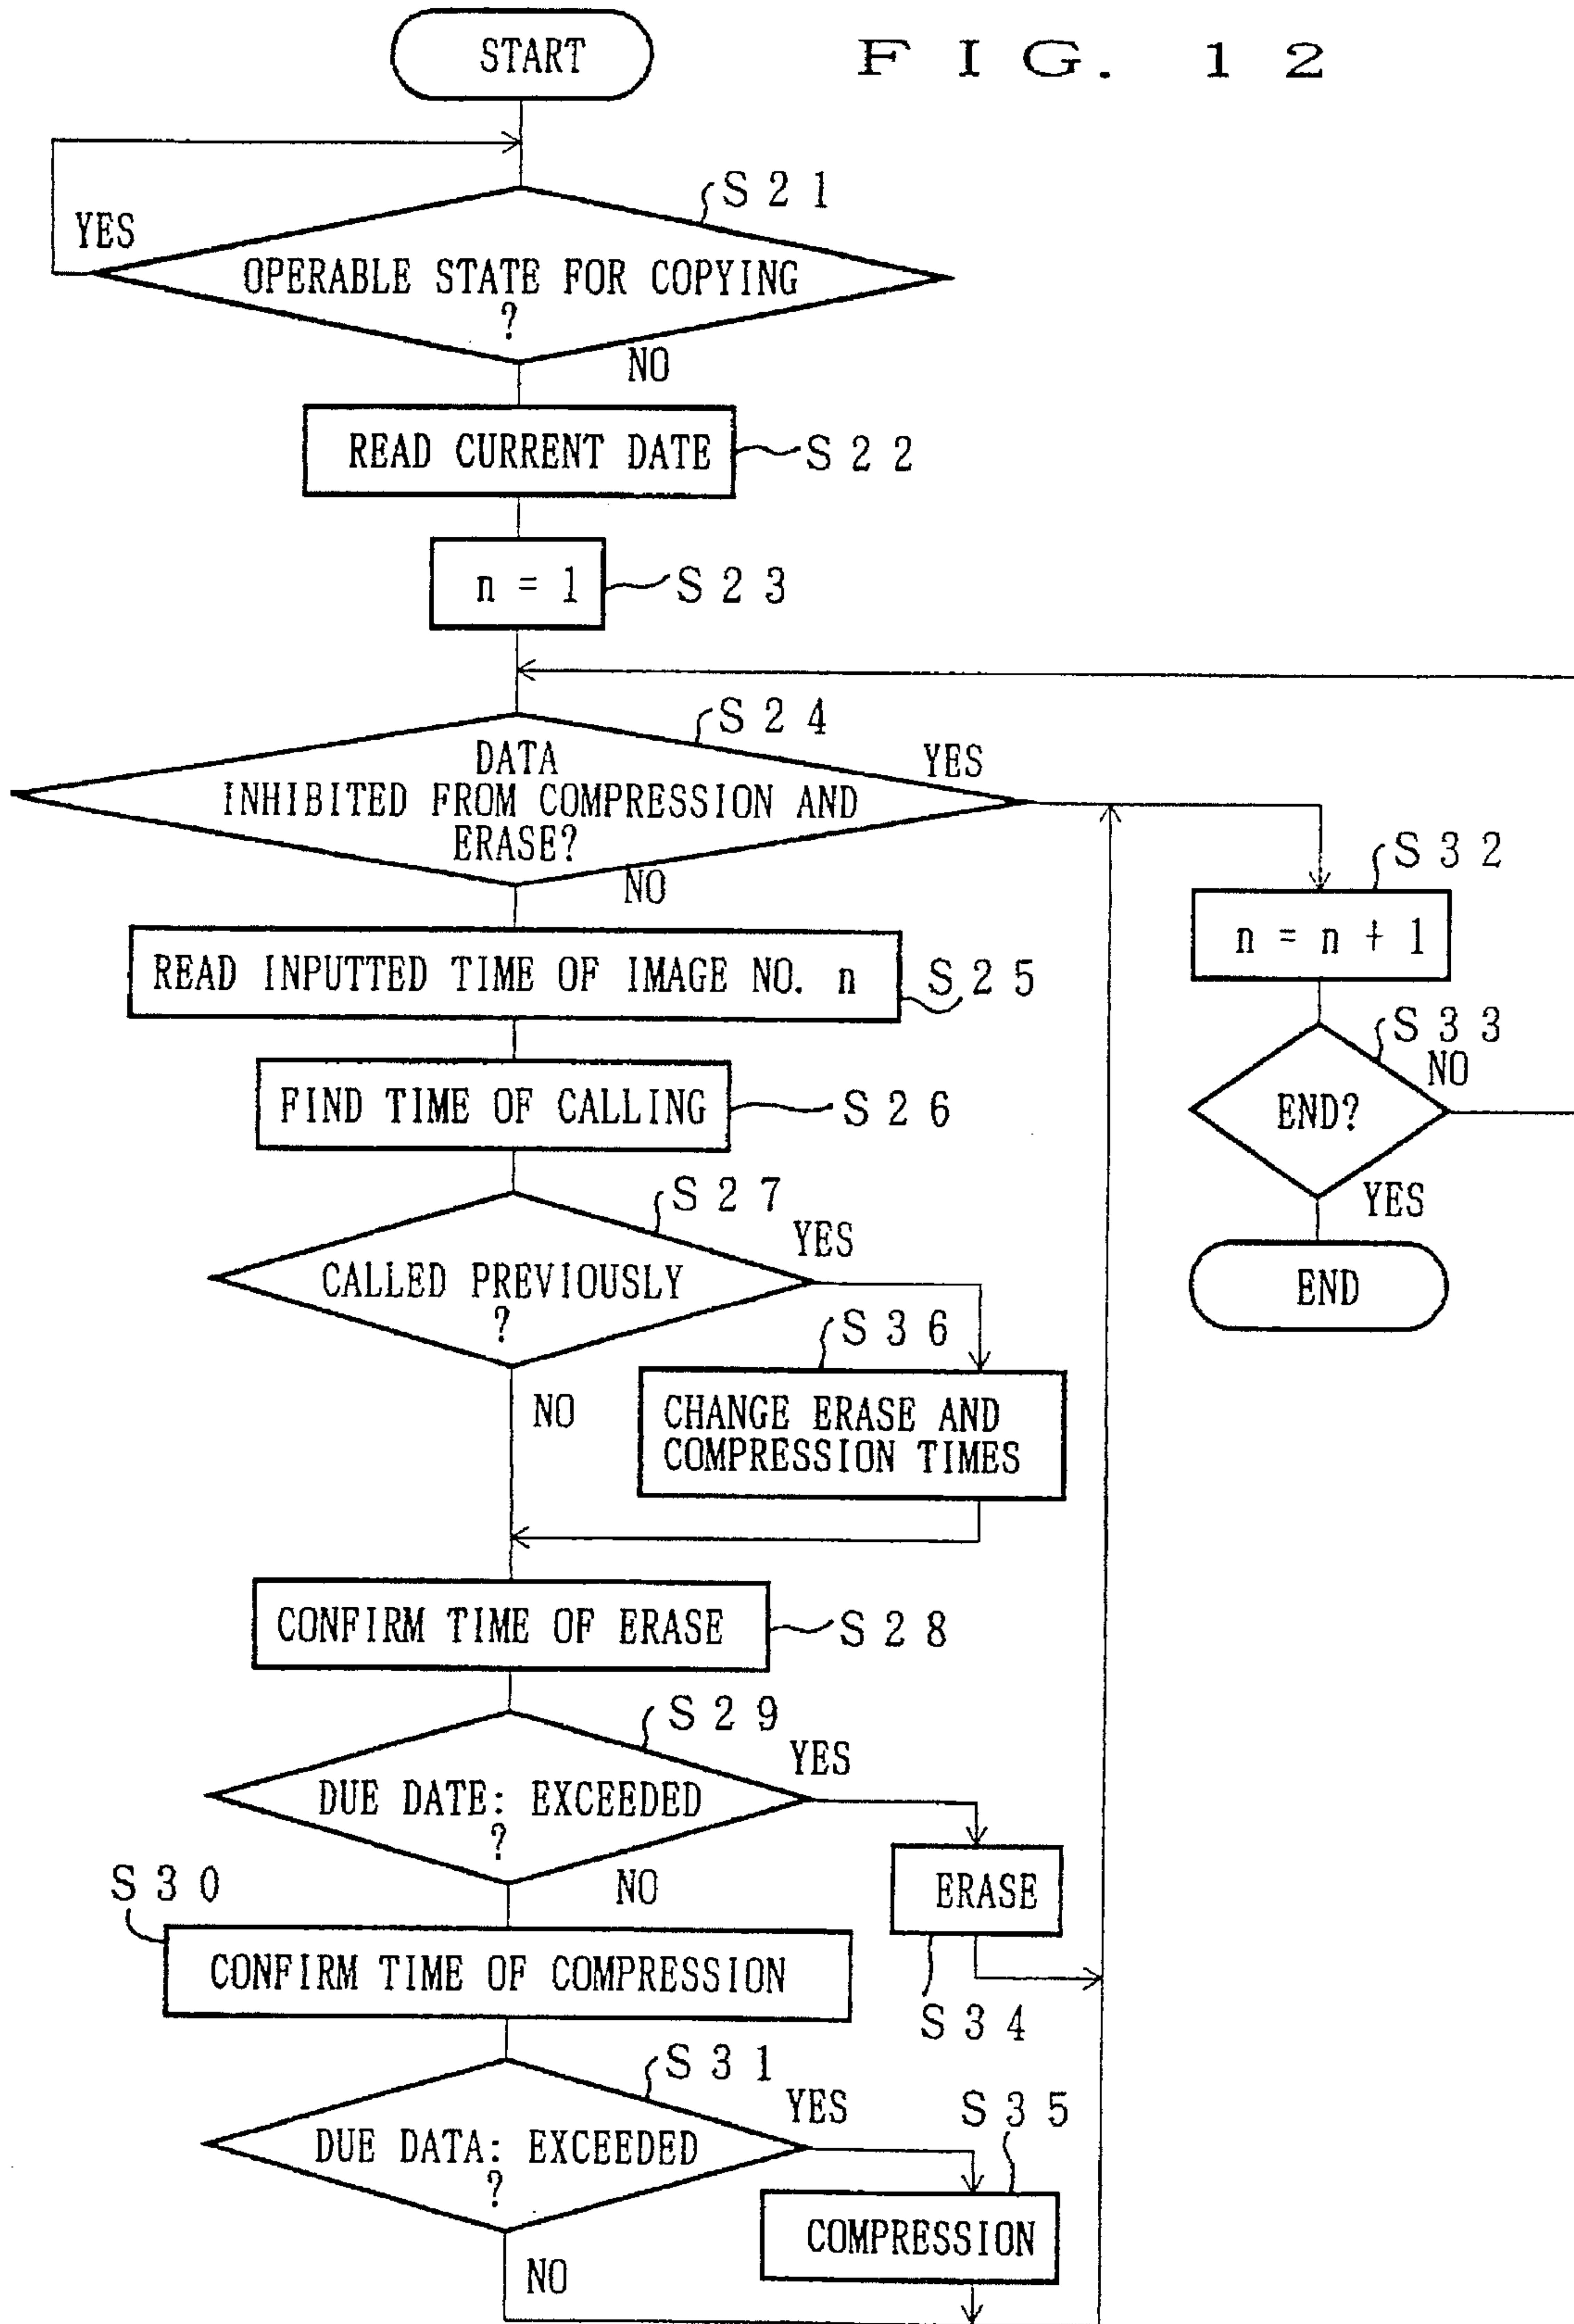 START
F I G. 1 2
S 2 1
YES
OPERABLE STATE FOR COPYING
?
NO
READ CURRENT DATE
S 2 2
n = 1
S 2 3
S 2 4
DATA
YES
INHIBITED FROM COMPRESSION AND
ERASE?
NO
S 3 2
n = n + 1
READ INPUTTED TIME OF IMAGE NO. n
S 2 5
S 3 3
NO
FIND TIME OF CALLING
S 2 6
END?
S 2 7
YES
YES
CALLED PREVIOUSLY
?
END
S 3 6
NO
CHANGE ERASE AND
COMPRESSION TIMES
CONFIRM TIME OF ERASE
S 2 8
S 2 9
YES
DUE DATE: EXCEEDED
?
S 3 0
NO
ERASE
CONFIRM TIME OF COMPRESSION
S 3 4
S 3 1
YES
S 3 5
DUE DATA: EXCEEDED
?
COMPRESSION
NO